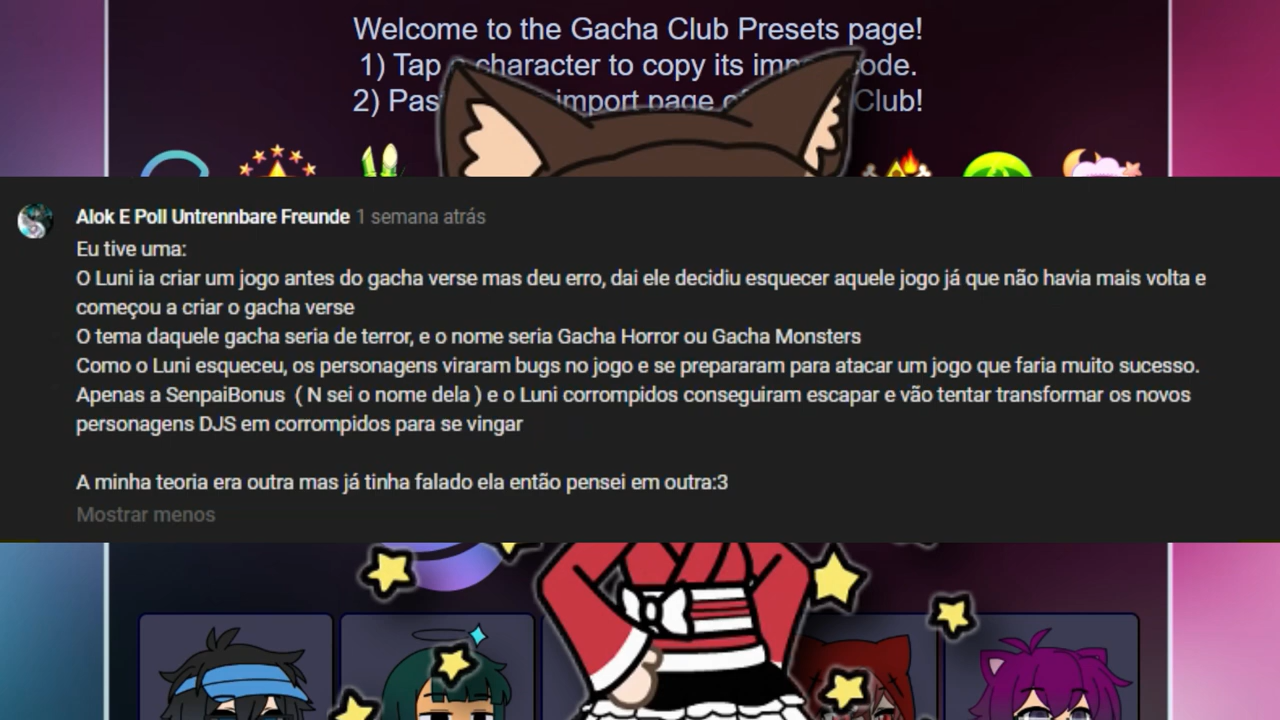 Welcome to the Gacha Club Presets page!
1) Tap character to copy its code.
2) import page Club!
Alok E Poll Untrennbare Freunde 1 semana atrás
Eu tive uma:
O Luni ia criar um jogo antes do gacha verse mas deu erro, dai ele decidiu esquecer aquele jogo já que não havia mais volta e
começou a criar o gacha verse
O tema daquele gacha seria de terror, e o nome seria Gacha Horror ou Gacha Monsters
Como o Luni esqueceu, os personagens viraram bugs no jogo e se prepararam para atacar um jogo que faria muito sucesso.
Apenas a SenpaiBonus ( N sei o nome dela ) e o Luni corrompidos conseguiram escapar e vão tentar transformar os novos
personagens DJS em corrompidos para se vingar
A minha teoria era outra mas já tinha falado ela então pensei em outra:3
Mostrar menos